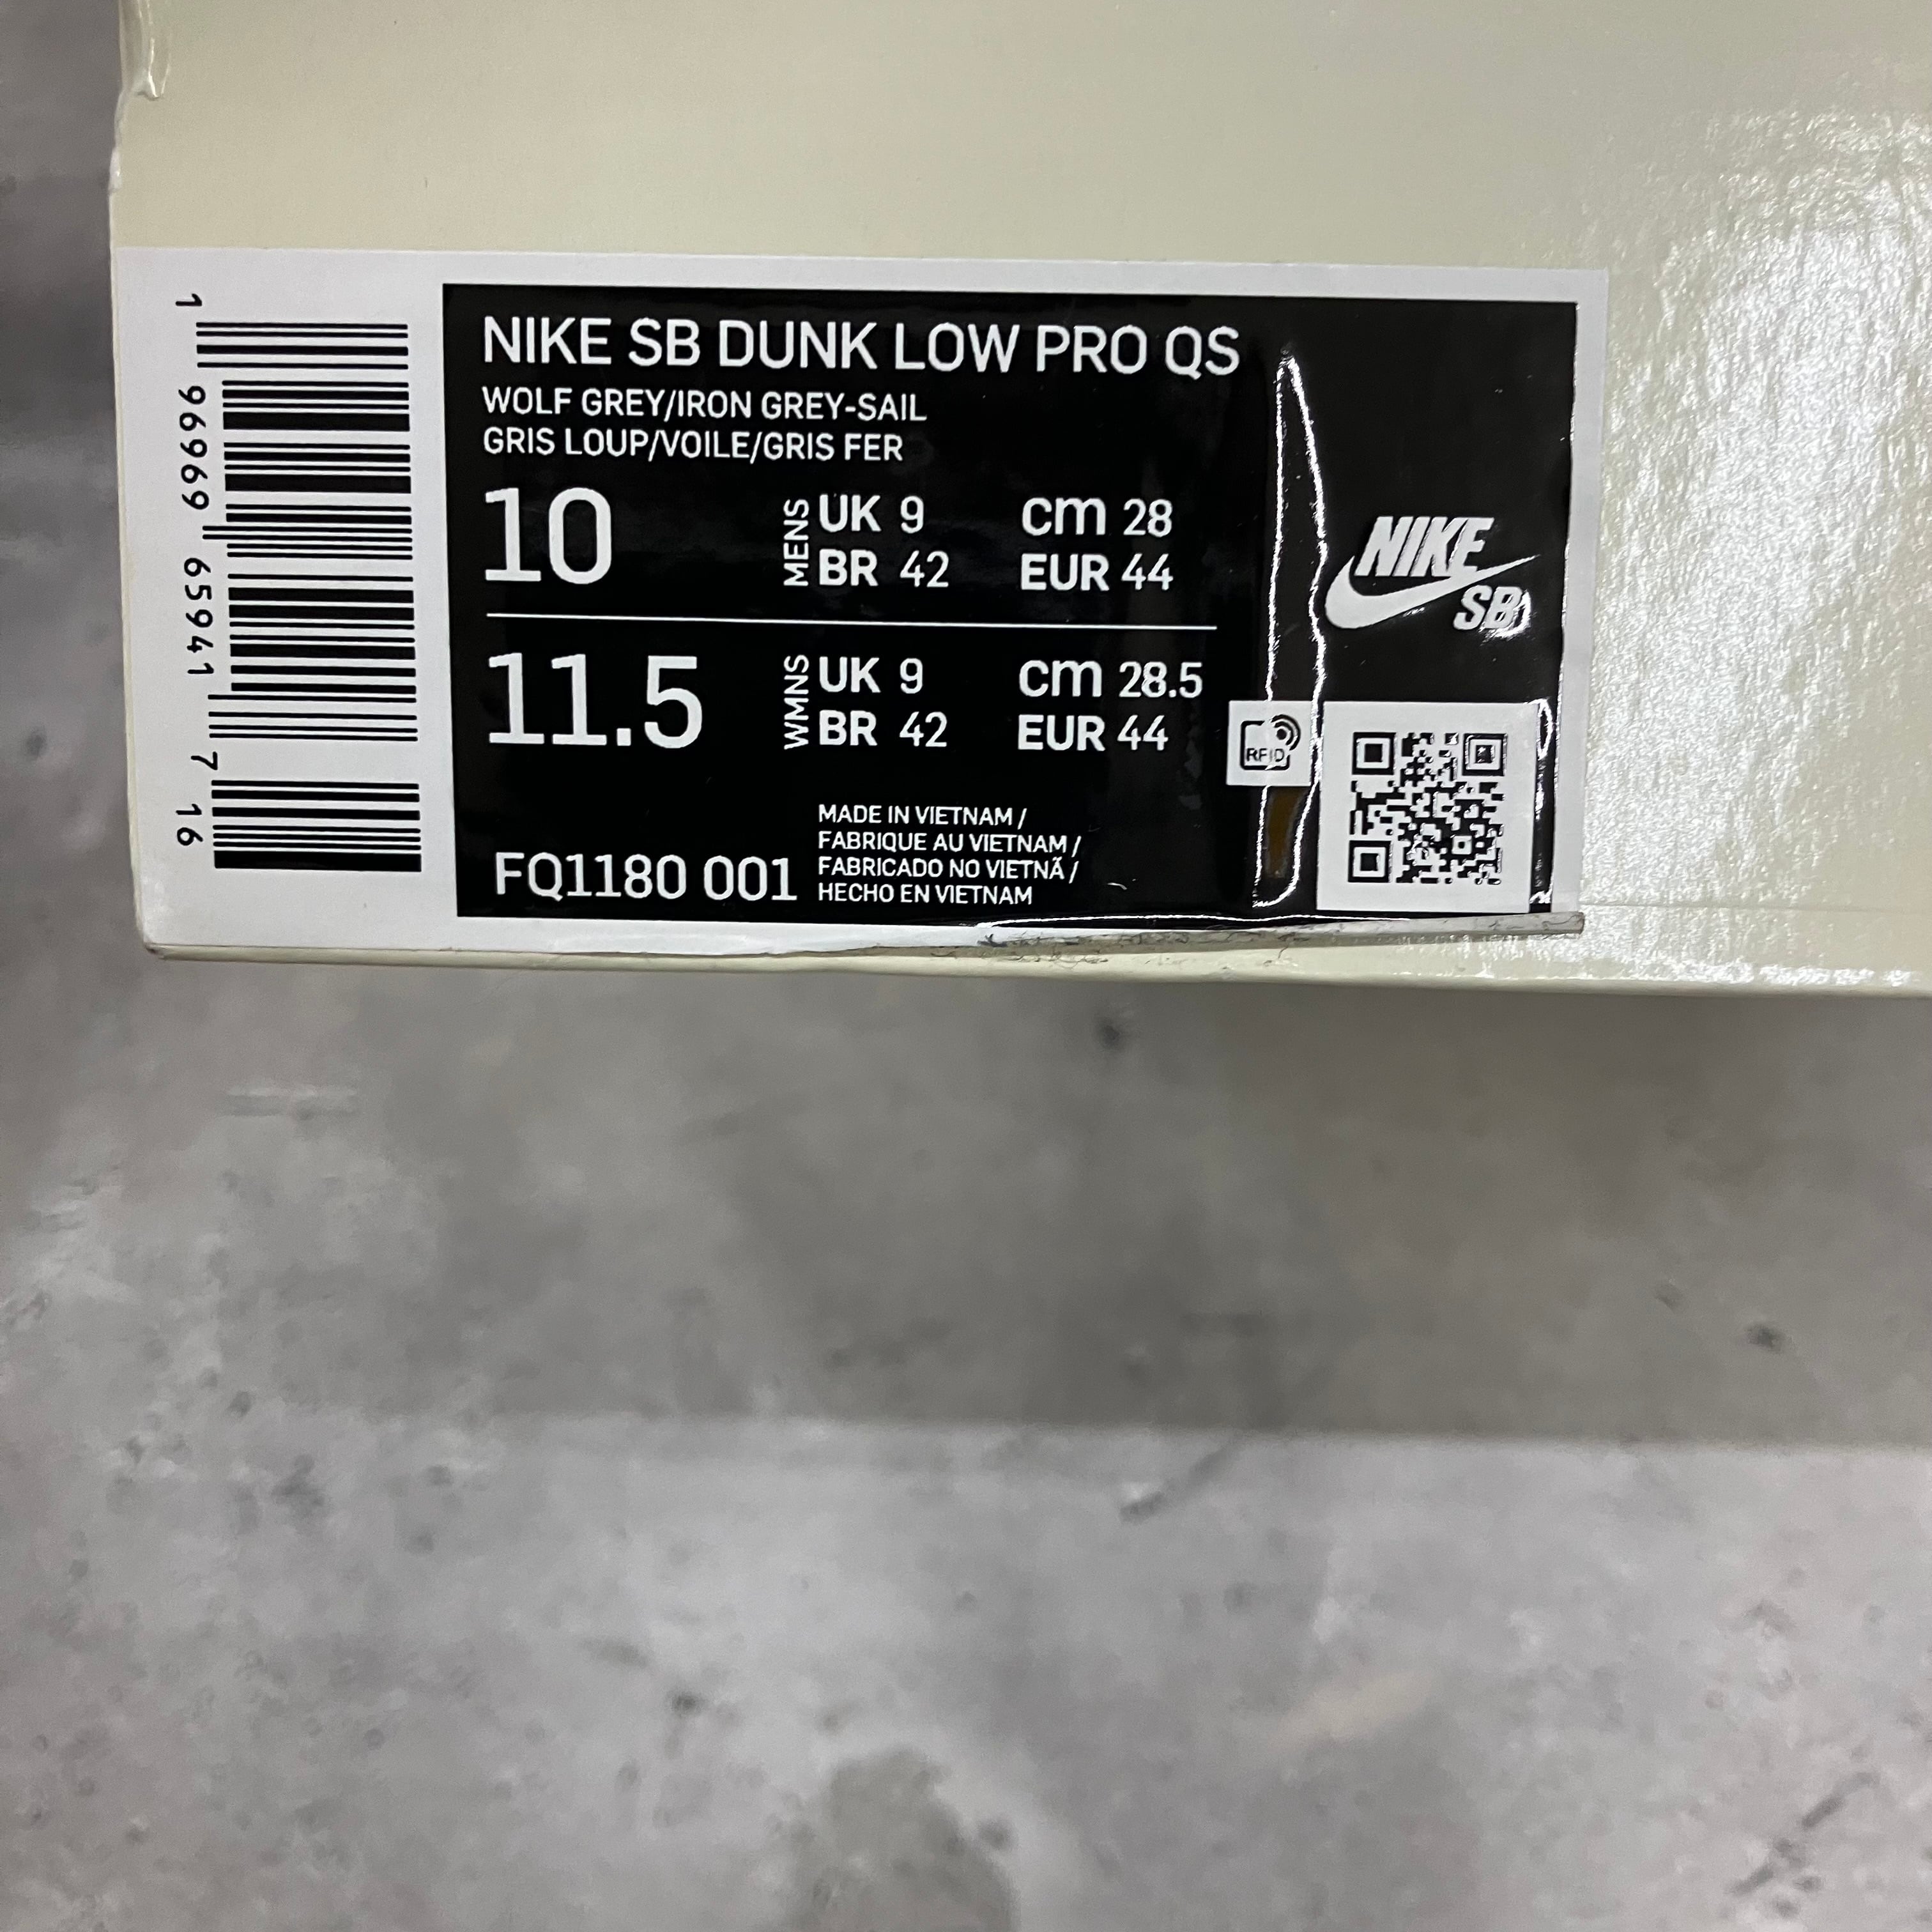 NIKE SB DUNK LOW PRO QS
WOLF GREY/IRON GREY-SAIL
GRIS LOUP/VOILE/GRIS FER
10 MENS UK 9 cm 28
BR 42 EUR 44
11.5 WMNS UK 9 cm 28.5
BR 42 EUR 44
FQ1180 001
MADE IN VIETNAM /
FABRIQUE AU VIETNAM /
FABRICADO NO VIETNÃ /
HECHO EN VIETNAM
NIKE
SB
RFID
1 96969 65941 7 16